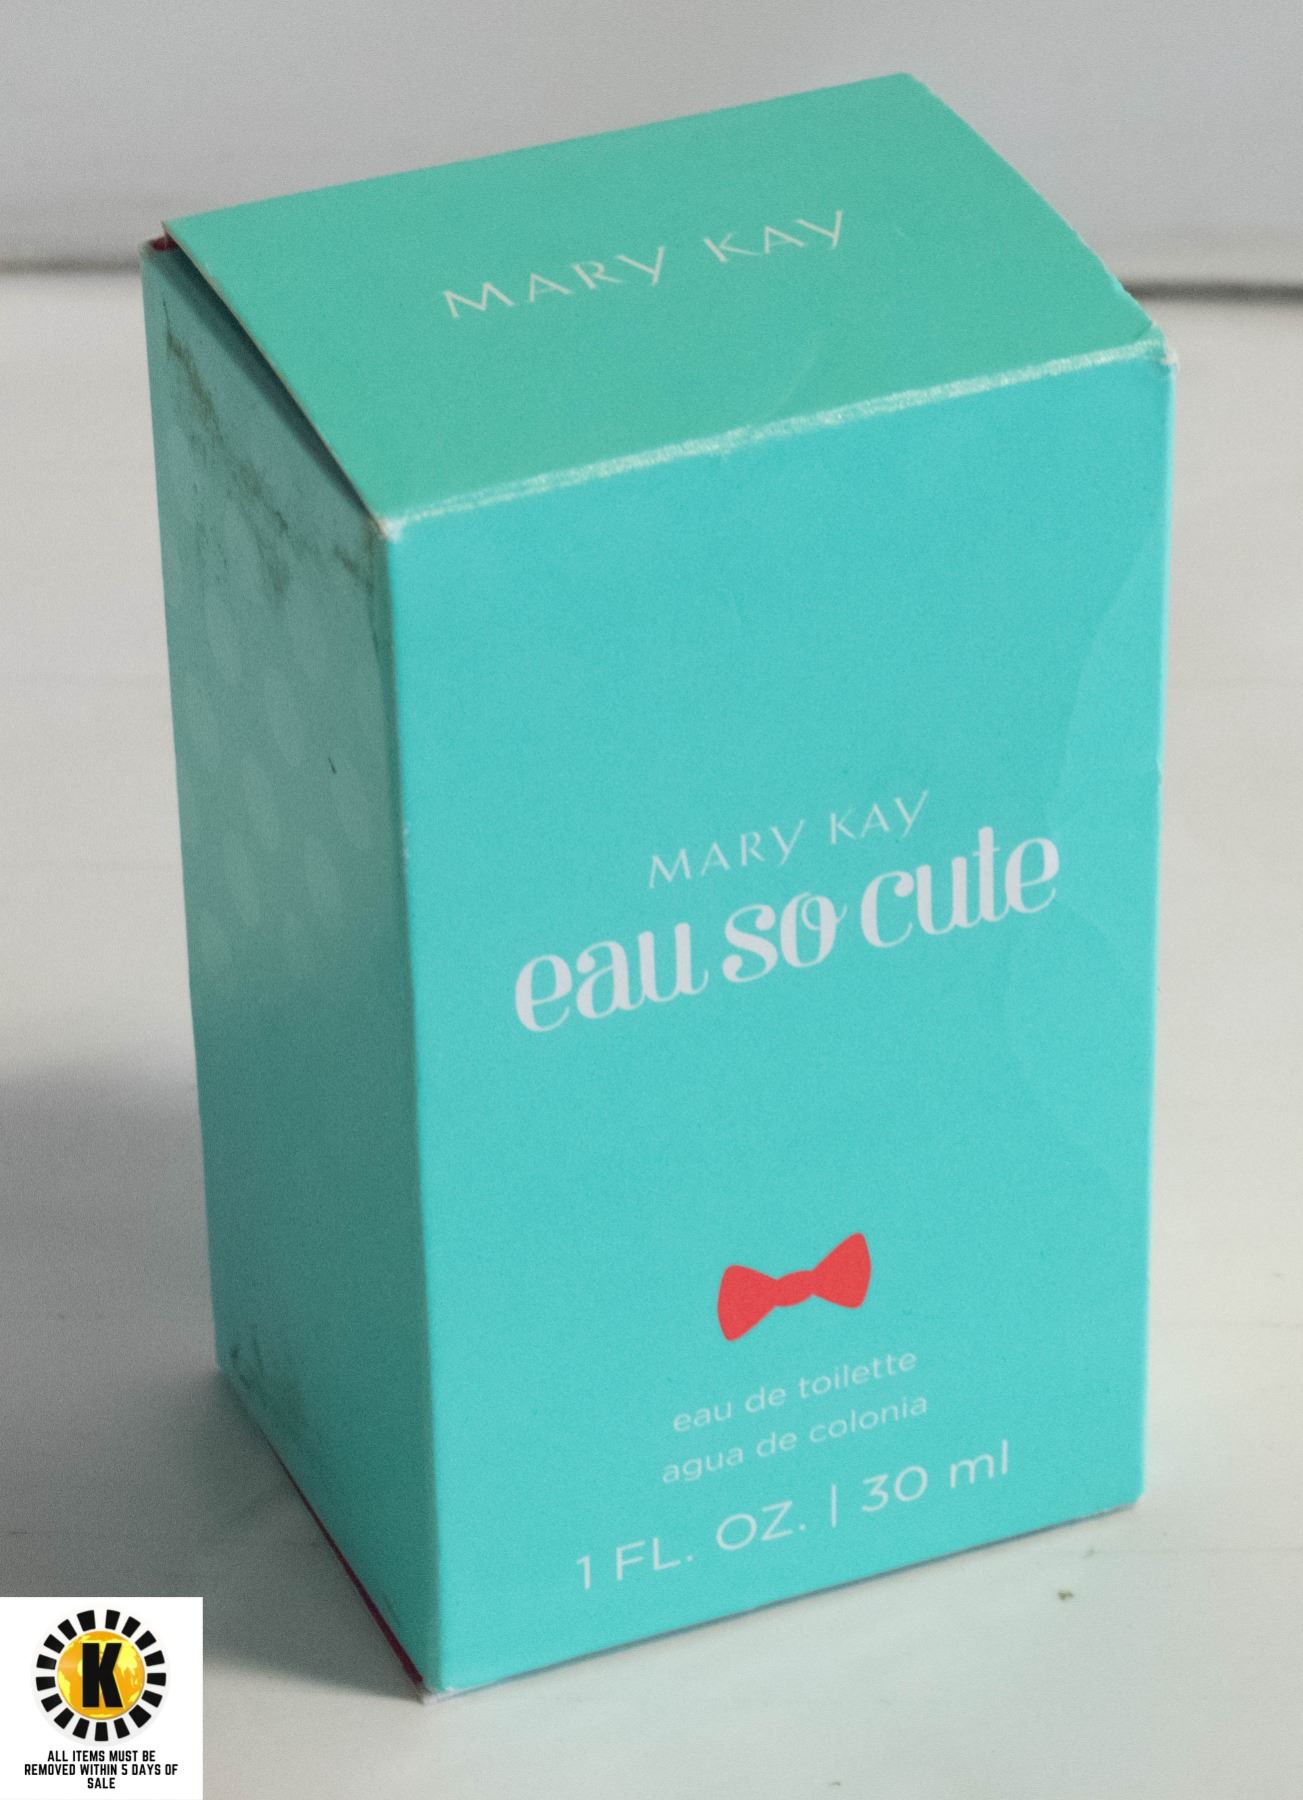 MARY KAY
MARY KAY
eau so cute
eau de toilette
agua de colonia
1 FL. OZ. | 30 ml
K
ALL ITEMS MUST BE
REMOVED WITHIN 5 DAYS OF
SALE